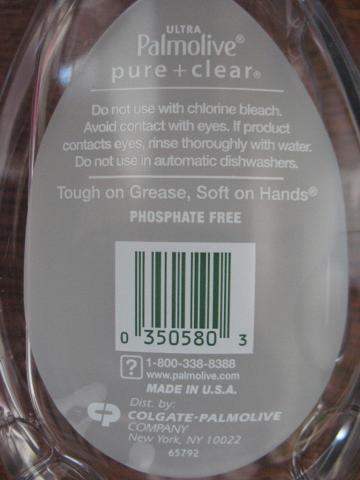 ULTRA
Palmolive®
pure + clear®
Do not use with chlorine bleach.
Avoid contact with eyes. If product
contacts eyes, rinse thoroughly with water.
Do not use in automatic dishwashers.
Tough on Grease, Soft on Hands®
PHOSPHATE FREE
0 350580 3
? 1-800-338-8388
www.palmolive.com
MADE IN U.S.A.
Dist. by:
CP COLGATE-PALMOLIVE
COMPANY
New York, NY 10022
65792